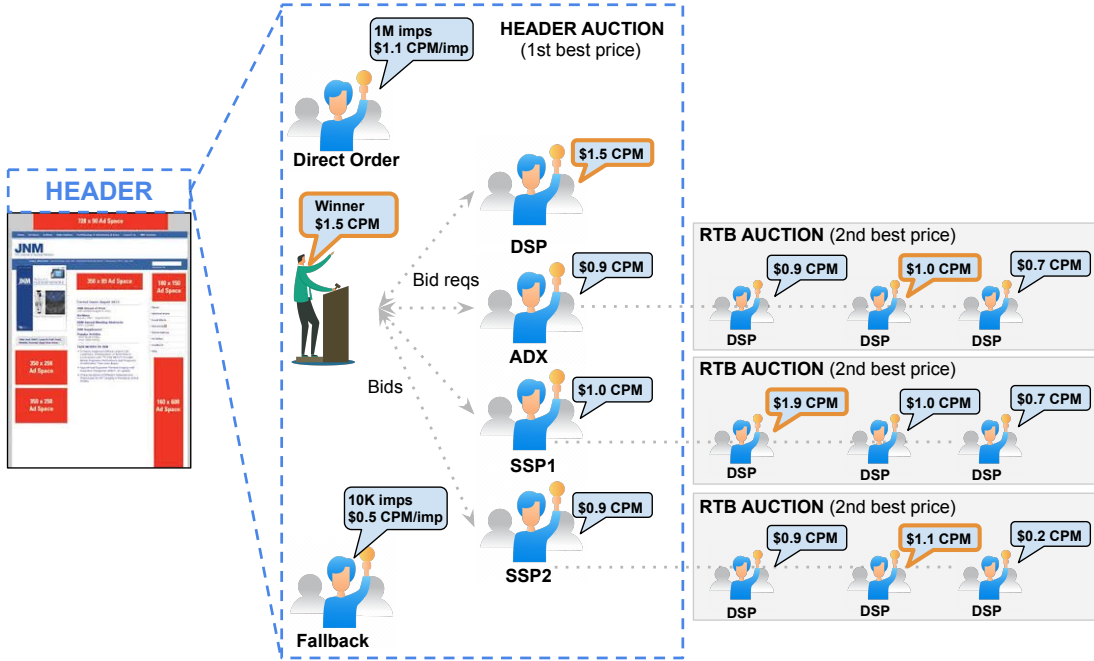 HEADER
728 x 90 Ad Space
JNM
JNM
300 x 80 Ad Space
160 x 150
Ad Space
350 x 250
Ad Space
350 x 250
Ad Space
160 x 600
Ad Space
HEADER AUCTION
(1st best price)
1M imps
$1.1 CPM/imp
Direct Order
Winner
$1.5 CPM
Bid reqs
Bids
$1.5 CPM
DSP
$0.9 CPM
ADX
$1.0 CPM
SSP1
$0.9 CPM
SSP2
10K imps
$0.5 CPM/imp
Fallback
RTB AUCTION (2nd best price)
$0.9 CPM
$1.0 CPM
$0.7 CPM
DSP
DSP
DSP
RTB AUCTION (2nd best price)
$1.9 CPM
$1.0 CPM
$0.7 CPM
DSP
DSP
DSP
RTB AUCTION (2nd best price)
$0.9 CPM
$1.1 CPM
$0.2 CPM
DSP
DSP
DSP